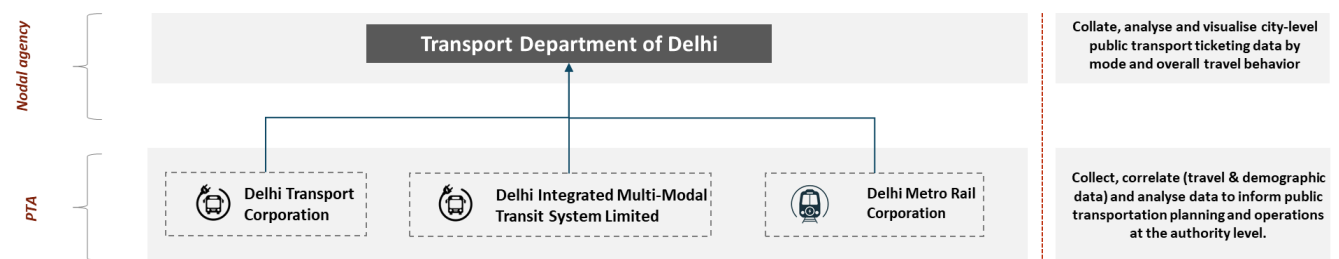 Nodal agency
Transport Department of Delhi
Collate, analyse and visualise city-level
public transport ticketing data by
mode and overall travel behavior
PTA
Delhi Transport
Corporation
Delhi Integrated Multi-Modal
Transit System Limited
Delhi Metro Rail
Corporation
Collect, correlate (travel & demographic
data) and analyse data to inform public
transportation planning and operations
at the authority level.